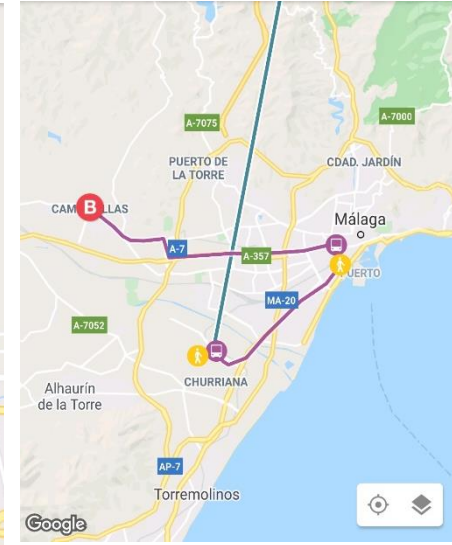 A-7075
A-7000
PUERTO DE
LA TORRE
CDAD. JARDÍN
B
CAM
LLAS
Málaga
A-7
A-357
UERTO
MA-20
A-7052
CHURRIANA
Alhaurín
de la Torre
AP-7
Torremolinos
Google